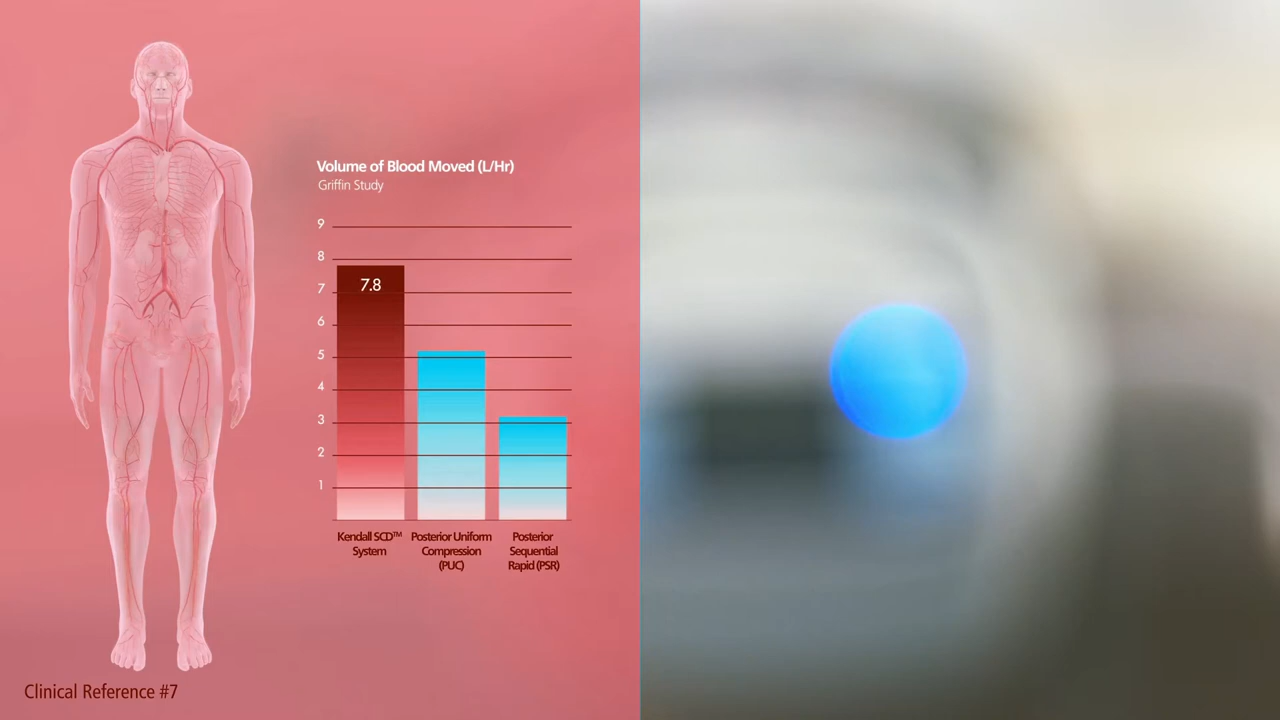 Volume of Blood Moved (L/Hr)
Griffin Study
9
8
7
6
5
4
3
2
1
7.8
Kendall SCD™
System
Posterior Uniform
Compression
(PUC)
Posterior
Sequential
Rapid (PSR)
Clinical Reference #7